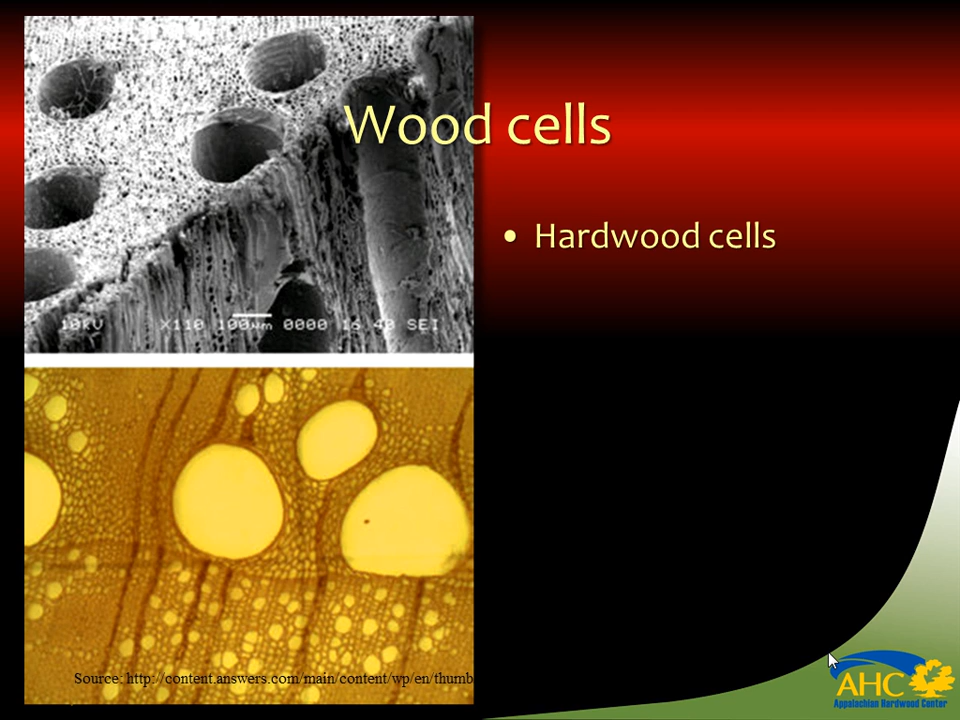 Wood cells
• Hardwood cells
10kV X110 100µm 0000 16 40 SEI
Source: http://content.answers.com/main/content/wp/en/thumb
AHC
Appalachian Hardwood Center